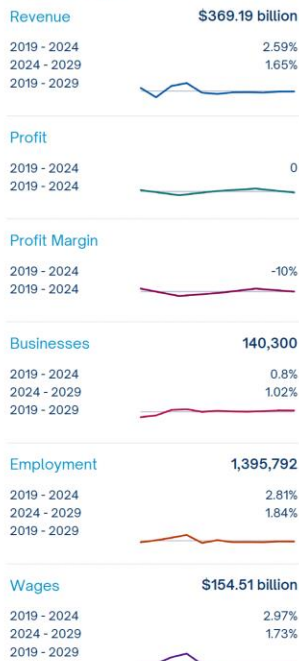 Revenue $369.19 billion
2019 - 2024 2.59%
2024 - 2029 1.65%
2019 - 2029
Profit
2019 - 2024 0
2019 - 2024
Profit Margin
2019 - 2024 -10%
2019 - 2024
Businesses 140,300
2019 - 2024 0.8%
2024 - 2029 1.02%
2019 - 2029
Employment 1,395,792
2019 - 2024 2.81%
2024 - 2029 1.84%
2019 - 2029
Wages $154.51 billion
2019 - 2024 2.97%
2024 - 2029 1.73%
2019 - 2029